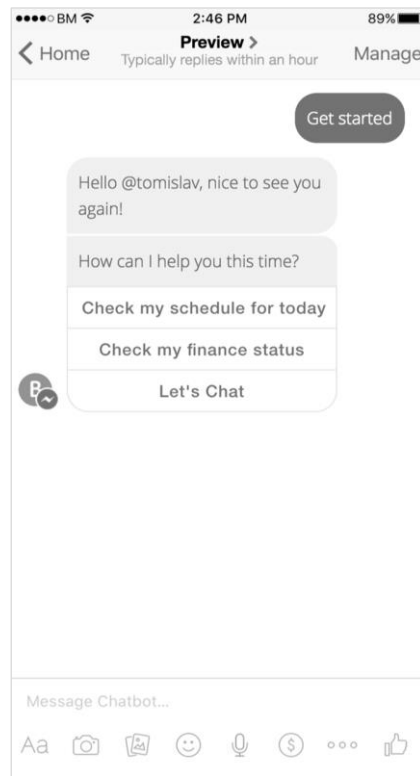 BM 2:46 PM 89%
Home Preview > Manage
Typically replies within an hour
Get started
Hello @tomislav, nice to see you
again!
How can I help you this time?
Check my schedule for today
Check my finance status
Let's Chat
B
Message Chatbot...
Aa